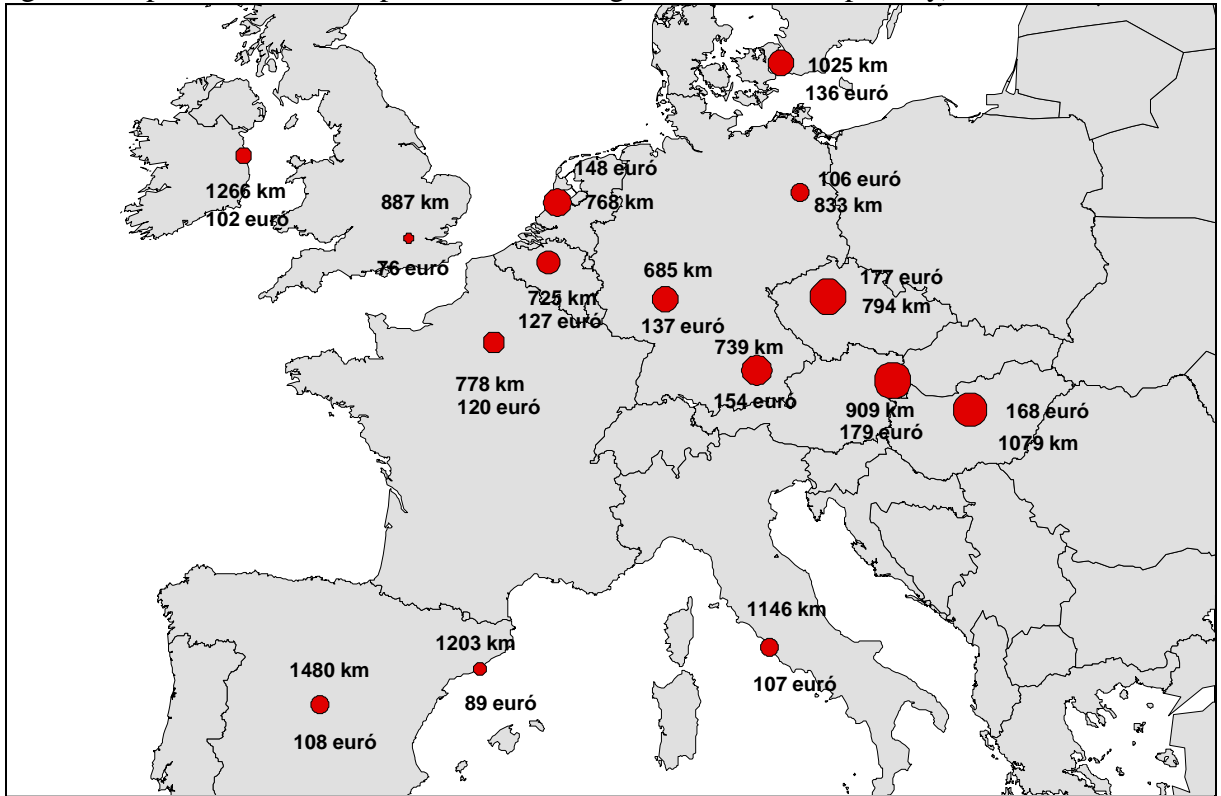 1025 km
136 euró
148 euró
768 km
106 euró
833 km
1266 km
102 euró
887 km
76 euró
725 km
127 euró
685 km
137 euró
177 euró
794 km
739 km
154 euró
778 km
120 euró
909 km
179 euró
168 euró
1079 km
1146 km
107 euró
1203 km
89 euró
1480 km
108 euró